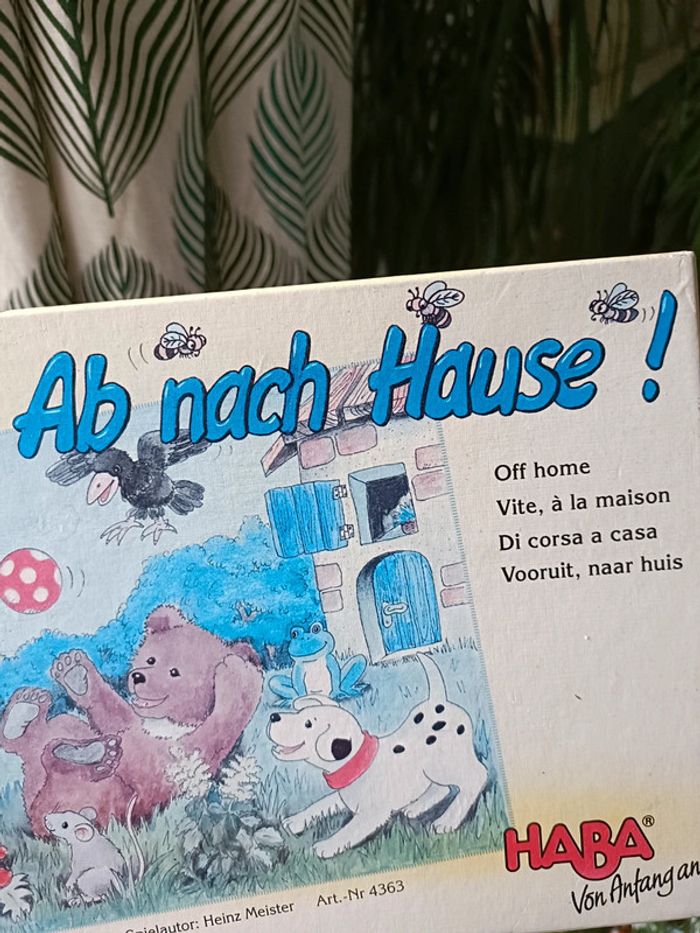 Ab nach Hause !
Off home
Vite, à la maison
Di corsa a casa
Vooruit, naar huis
HABA®
Von Anfang an
Spielautor: Heinz Meister Art.-Nr 4363